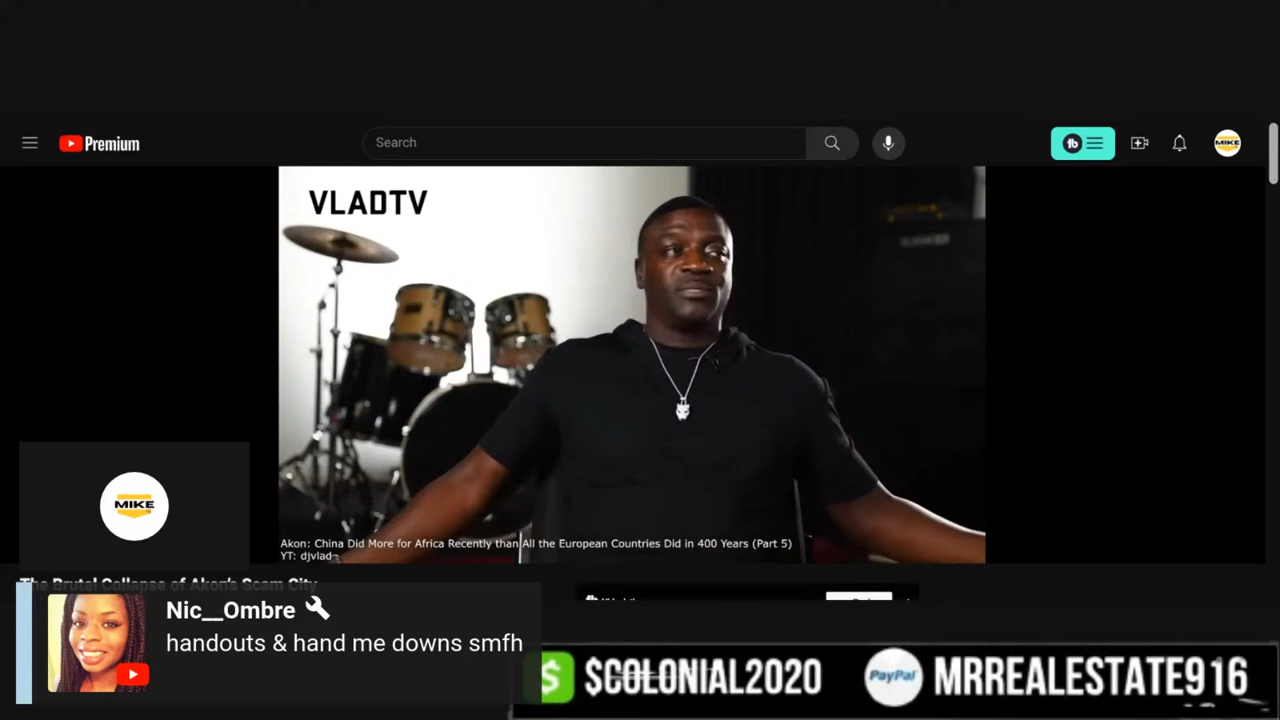 Premium
Search
MIKE
VLADTV
Akon: China Did More for Africa Recently than All the European Countries Did in 400 Years (Part 5)
YT: djvlad
MIKE
The Brutal Collapse of Akon's Scam City
Nic__Ombre
handouts & hand me downs smfh
$ $COLONIAL2020
PayPal MRREALESTATE916